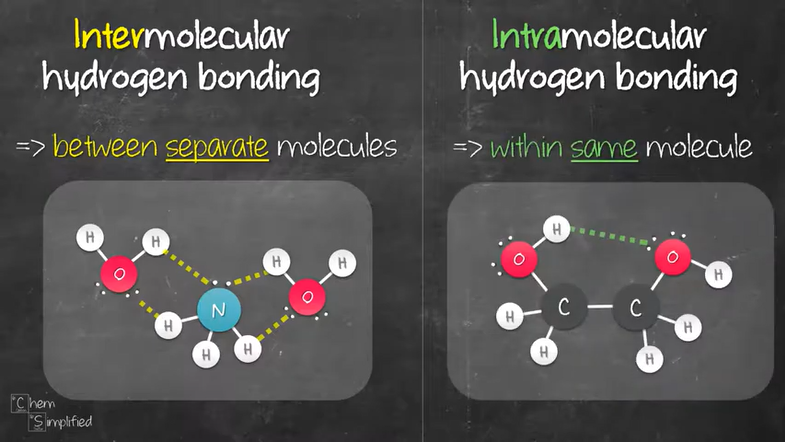 Intermolecular
hydrogen bonding
=> between separate molecules
H
H
H
H
O
O
N
H
H
H
Intramolecular
hydrogen bonding
=> within same molecule
H
O
O
H
C
C
H
H
H
H
Chem
Simplified